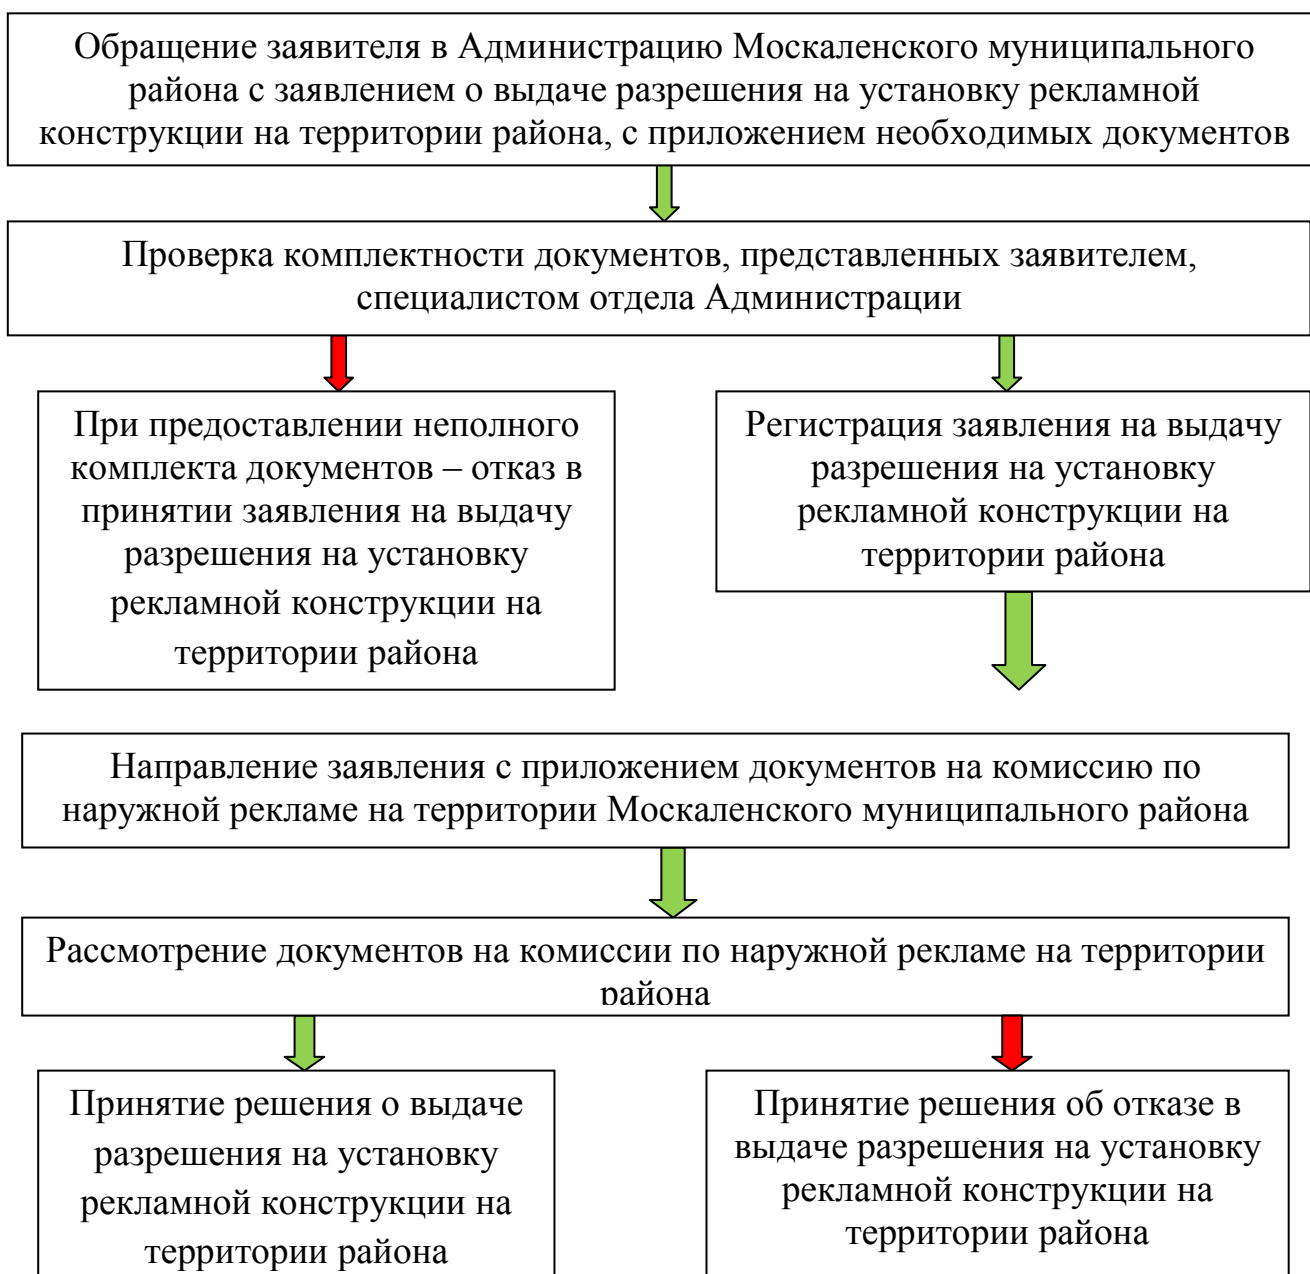 Обращение заявителя в Администрацию Москаленского муниципального
района с заявлением о выдаче разрешения на установку рекламной
конструкции на территории района, с приложением необходимых документов
Проверка комплектности документов, представленных заявителем,
специалистом отдела Администрации
При предоставлении неполного
комплекта документов – отказ в
принятии заявления на выдачу
разрешения на установку
рекламной конструкции на
территории района
Регистрация заявления на выдачу
разрешения на установку
рекламной конструкции на
территории района
Направление заявления с приложением документов на комиссию по
наружной рекламе на территории Москаленского муниципального района
Рассмотрение документов на комиссии по наружной рекламе на территории
района
Принятие решения о выдаче
разрешения на установку
рекламной конструкции на
территории района
Принятие решения об отказе в
выдаче разрешения на установку
рекламной конструкции на
территории района